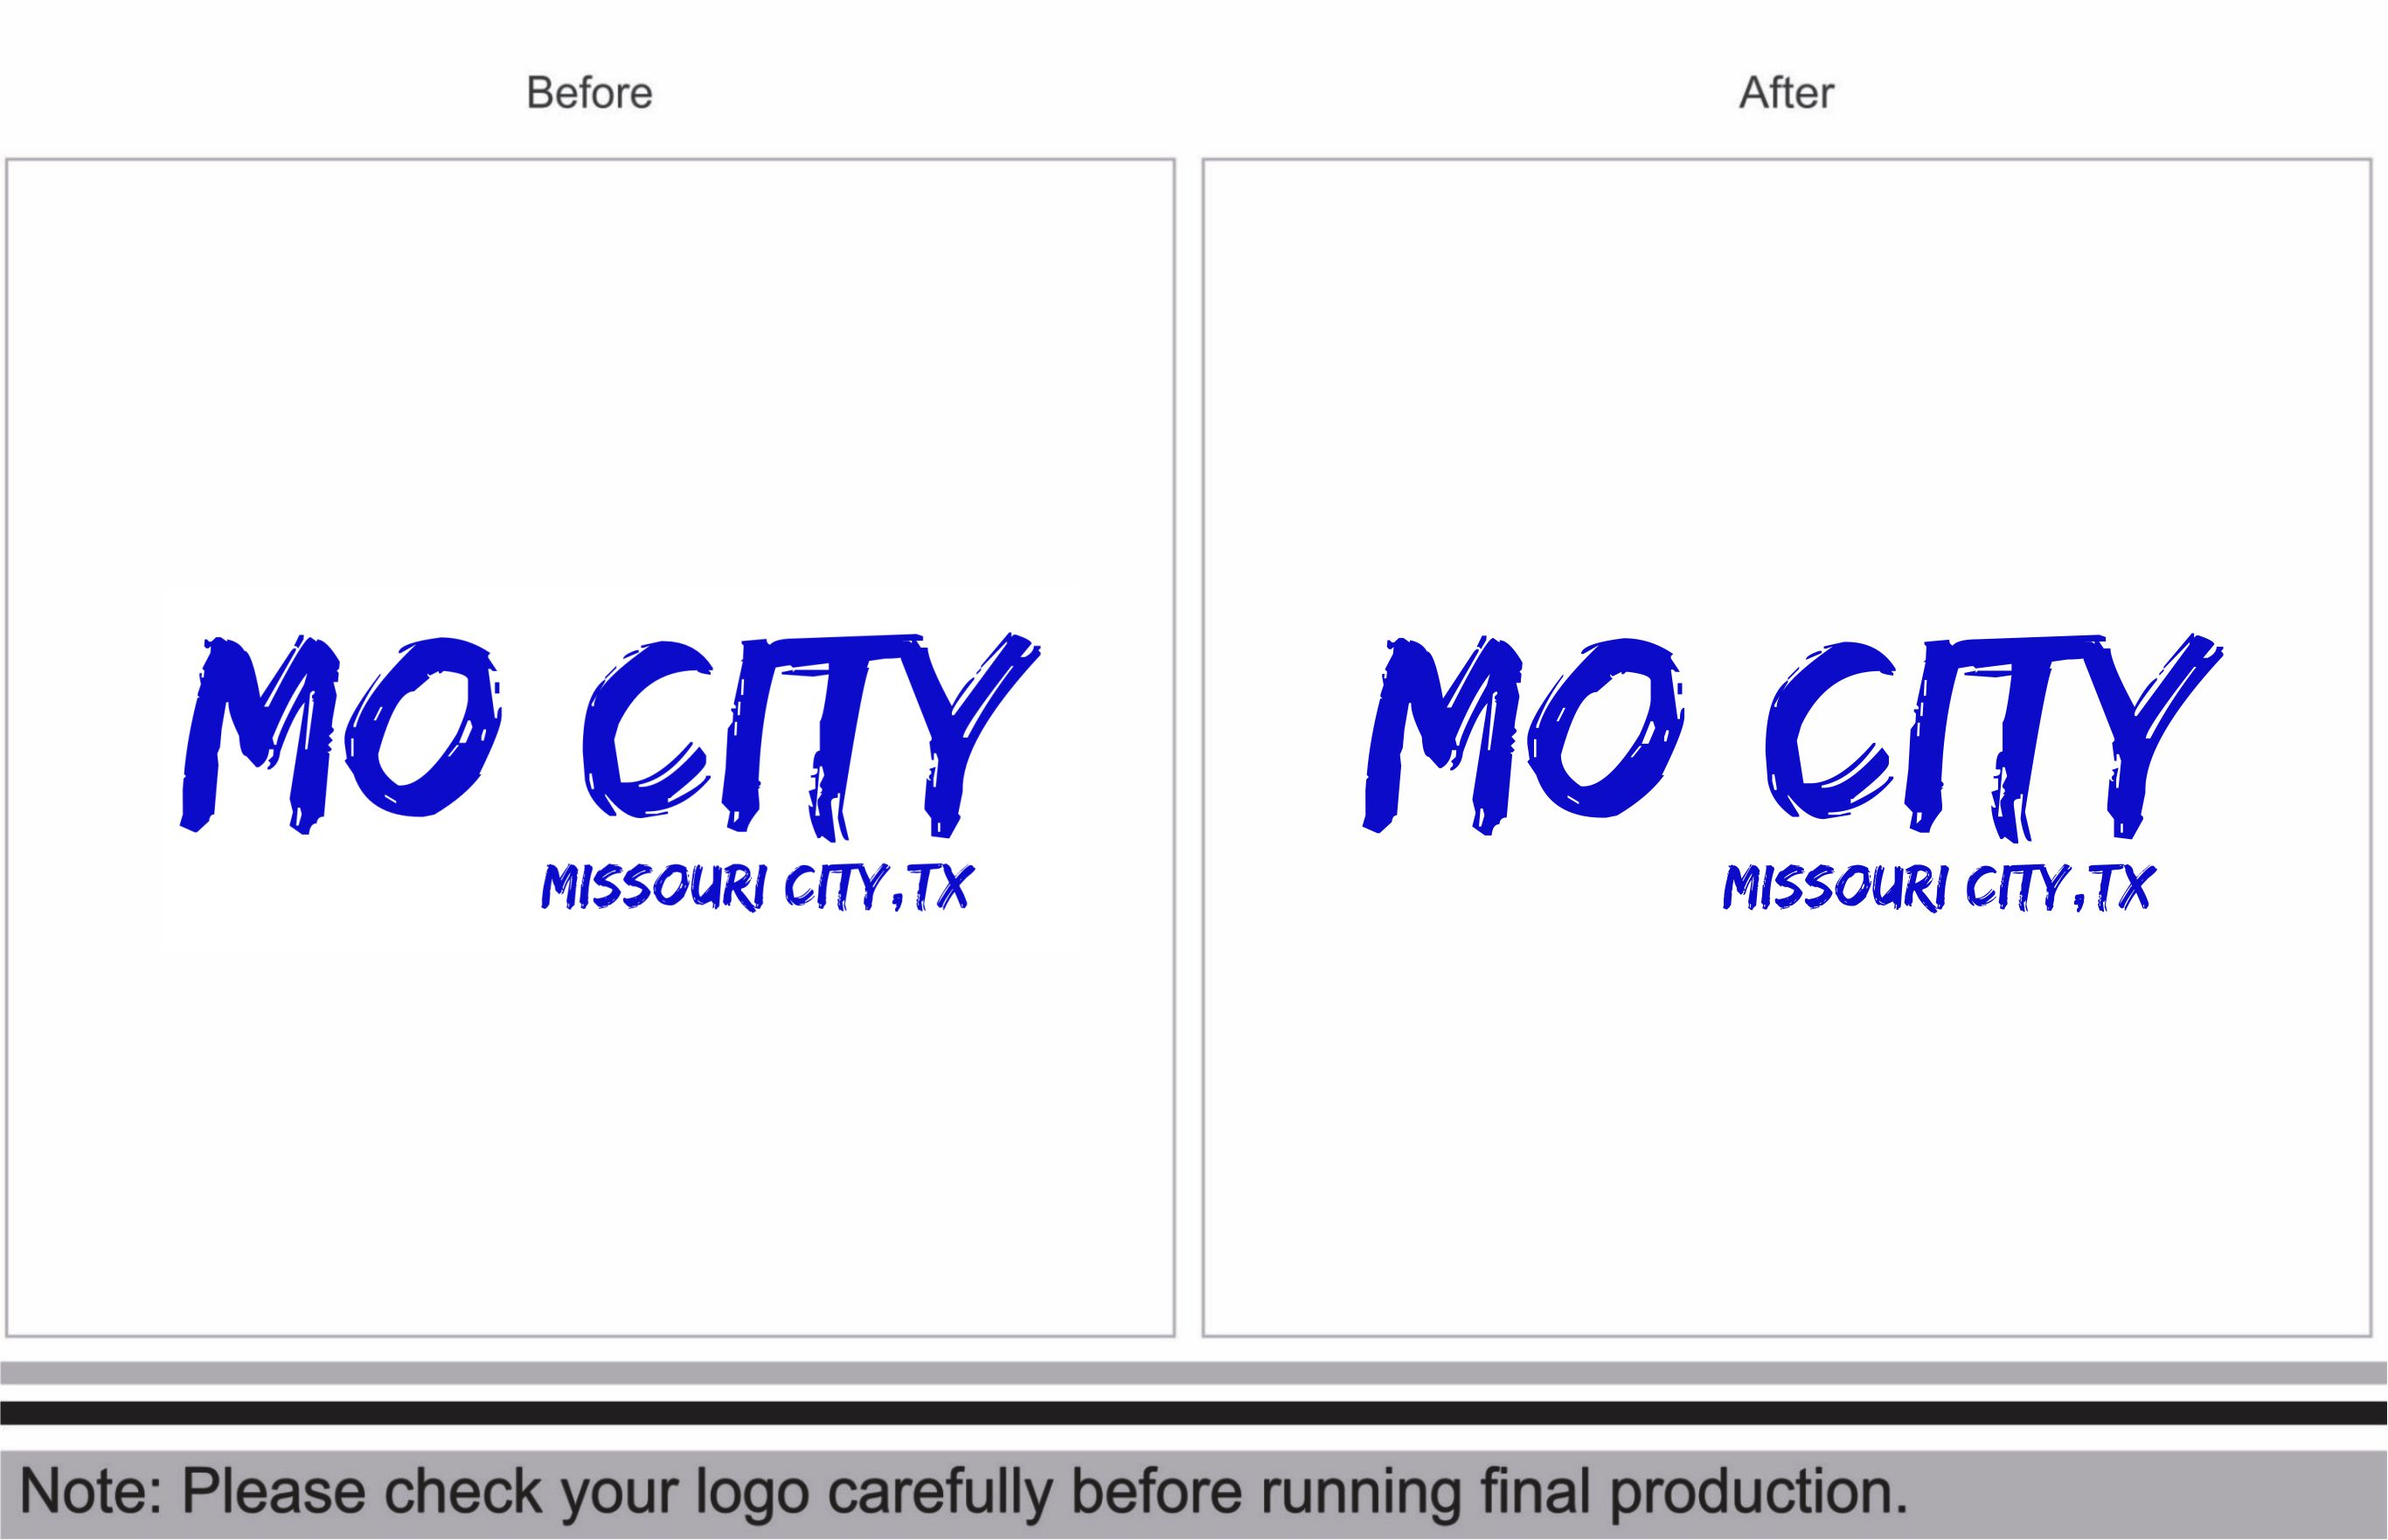 Before
After
MO CITY
MISSOURI CITY,TX
MO CITY
MISSOURI CITY,TX
Note: Please check your logo carefully before running final production.